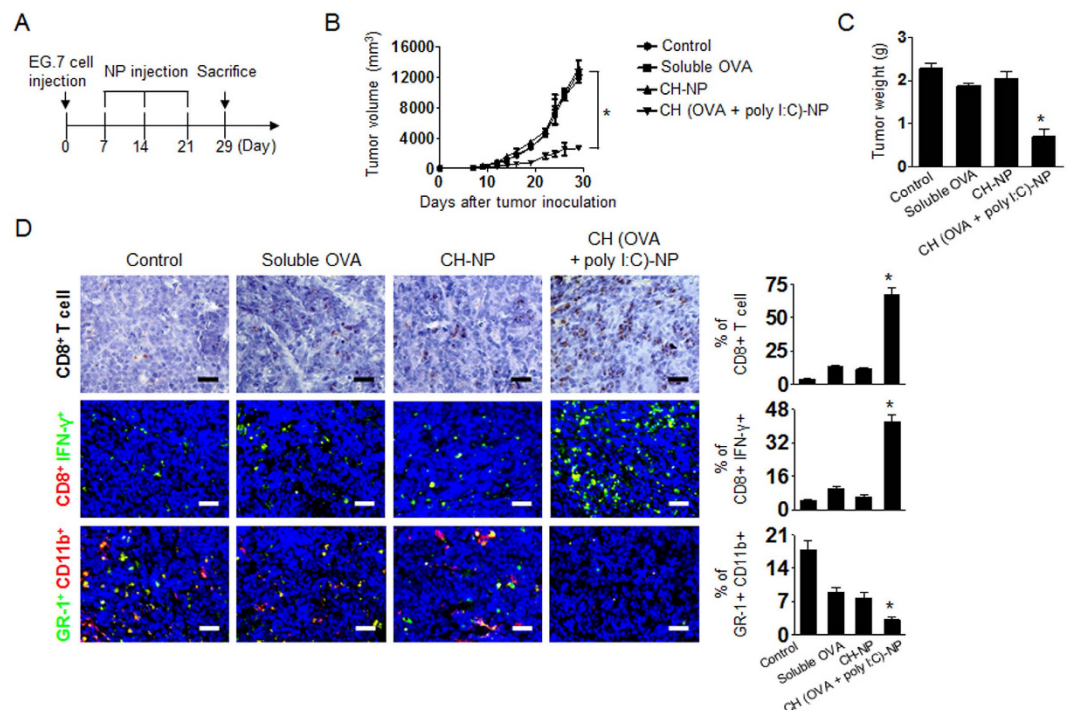 A
EG.7 cell
injection
NP injection
Sacrifice
0 7 14 21 29 (Day)
B
Tumor volume (mm³)
16000
12000
8000
4000
0
0 10 20 30
Days after tumor inoculation
Control
Soluble OVA
CH-NP
CH (OVA + poly I:C)-NP
*
C
Tumor weight (g)
3
2
1
0
*
Control
Soluble OVA
CH-NP
CH (OVA + poly I:C)-NP
D
Control
Soluble OVA
CH-NP
CH (OVA
+ poly I:C)-NP
CD8⁺ T cell
CD8⁺ IFN-γ⁺
GR-1⁺ CD11b⁺
% of
CD8+ T cell
75
50
25
0
*
% of
CD8+ IFN-γ+
48
32
16
0
*
% of
GR-1+ CD11b+
21
14
7
0
*
Control
Soluble OVA
CH-NP
CH (OVA + poly I:C)-NP